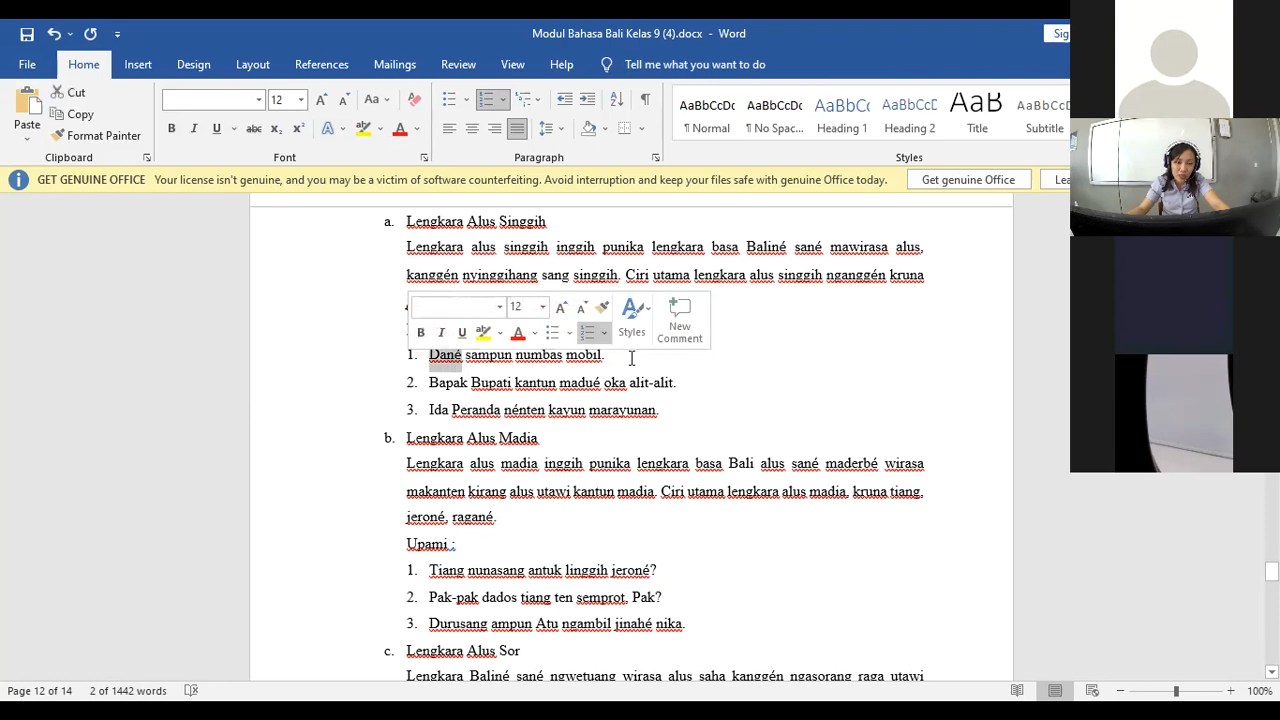 Modul Bahasa Bali Kelas 9 (4).docx - Word
Sig
File Home Insert Design Layout References Mailings Review View Help Tell me what you want to do
Paste
Cut
Copy
Format Painter
12
Aa
AaBbCcDc AaBbCcDc AaBbCc AaBbCcD AaB AaBbCcD
¶ Normal ¶ No Spac... Heading 1 Heading 2 Title Subtitle
Clipboard Font Paragraph Styles
GET GENUINE OFFICE Your license isn't genuine, and you may be a victim of software counterfeiting. Avoid interruption and keep your files safe with genuine Office today. Get genuine Office Lea
a. Lengkara Alus Singgih
Lengkara alus singgih inggih punika lengkara basa Baliné sané mawirasa alus,
kanggén nyinggihang sang singgih. Ciri utama lengkara alus singgih nganggén kruna
12
Styles
New
Comment
1. Dané sampun numbas mobil.
2. Bapak Bupati kantun madué oka alit-alit.
3. Ida Peranda nénten kayun marayunan.
b. Lengkara Alus Madia
Lengkara alus madia inggih punika lengkara basa Bali alus sané maderbé wirasa
makanten kirang alus utawi kantun madia. Ciri utama lengkara alus madia, kruna tiang,
jeroné, ragané.
Upami :
1. Tiang nunasang antuk linggih jeroné?
2. Pak-pak dados tiang ten semprot, Pak?
3. Durusang ampun Atu ngambil jinahé nika.
c. Lengkara Alus Sor
Lengkara Baliné sané ngwetuang wirasa alus saha kanggén ngasorang raga utawi
Page 12 of 14 2 of 1442 words 100%